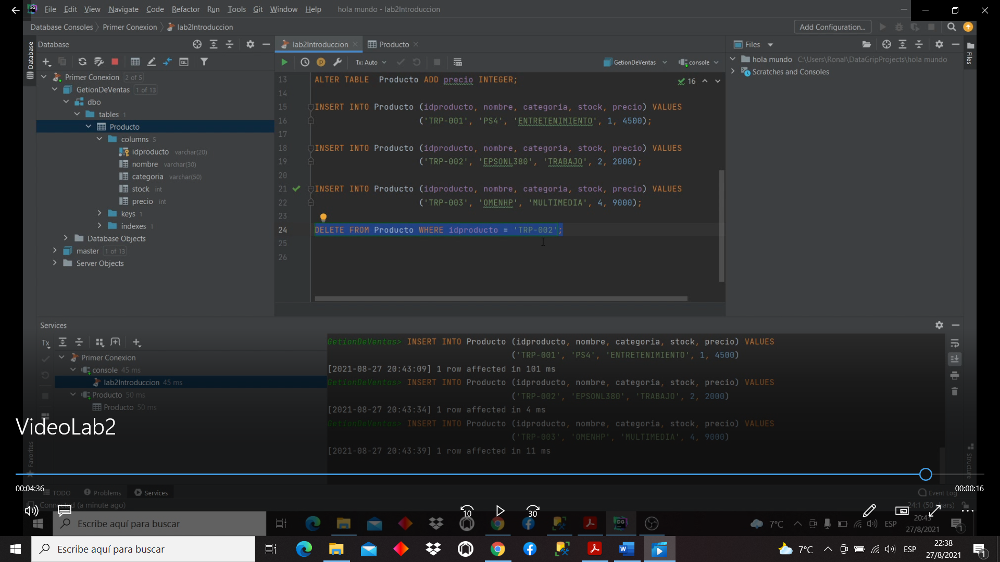 File Edit View Navigate Code Refactor Run Tools Git Window Help hola mundo - lab2Introduccion
Database Consoles Primer Conexion lab2Introduccion Add Configuration...
Database
lab2Introduccion Producto
Files
Database
Files
Tx: Auto GetionDeVentas console
hola mundo C:\Users\Ronal\DataGripProjects\hola mundo
Scratches and Consoles
Primer Conexion 2 of 5
GetionDeVentas 1 of 13
dbo
tables 1
Producto
columns 5
idproducto varchar(20)
nombre varchar(30)
categoria varchar(50)
stock int
precio int
keys 1
indexes 1
Database Objects
master 1 of 13
Server Objects
16
13 ALTER TABLE Producto ADD precio INTEGER;
14
15 INSERT INTO Producto (idproducto, nombre, categoria, stock, precio) VALUES
16 ('TRP-001', 'PS4', 'ENTRETENIMIENTO', 1, 4500);
17
18 INSERT INTO Producto (idproducto, nombre, categoria, stock, precio) VALUES
19 ('TRP-002', 'EPSONL380', 'TRABAJO', 2, 2000);
20
21 INSERT INTO Producto (idproducto, nombre, categoria, stock, precio) VALUES
22 ('TRP-003', 'OMENHP', 'MULTIMEDIA', 4, 9000);
23
24 DELETE FROM Producto WHERE idproducto = 'TRP-002';
25
26
Services
Tx
Primer Conexion
console 45 ms
lab2Introduccion 45 ms
Producto 50 ms
Producto 50 ms
GetionDeVentas> INSERT INTO Producto (idproducto, nombre, categoria, stock, precio) VALUES
('TRP-001', 'PS4', 'ENTRETENIMIENTO', 1, 4500)
[2021-08-27 20:43:09] 1 row affected in 101 ms
GetionDeVentas> INSERT INTO Producto (idproducto, nombre, categoria, stock, precio) VALUES
('TRP-002', 'EPSONL380', 'TRABAJO', 2, 2000)
[2021-08-27 20:43:34] 1 row affected in 4 ms
GetionDeVentas> INSERT INTO Producto (idproducto, nombre, categoria, stock, precio) VALUES
('TRP-003', 'OMENHP', 'MULTIMEDIA', 4, 9000)
[2021-08-27 20:43:39] 1 row affected in 11 ms
VideoLab2
Favorites
Structure
00:04:36 00:00:16
TODO Problems Services Event Log
Connected (a minute ago) 24:1 (50 chars)
10 30
Escribe aquí para buscar DG 7°C ESP 20:43
27/8/2021 1
Escribe aquí para buscar 7°C ESP 22:38
27/8/2021 1